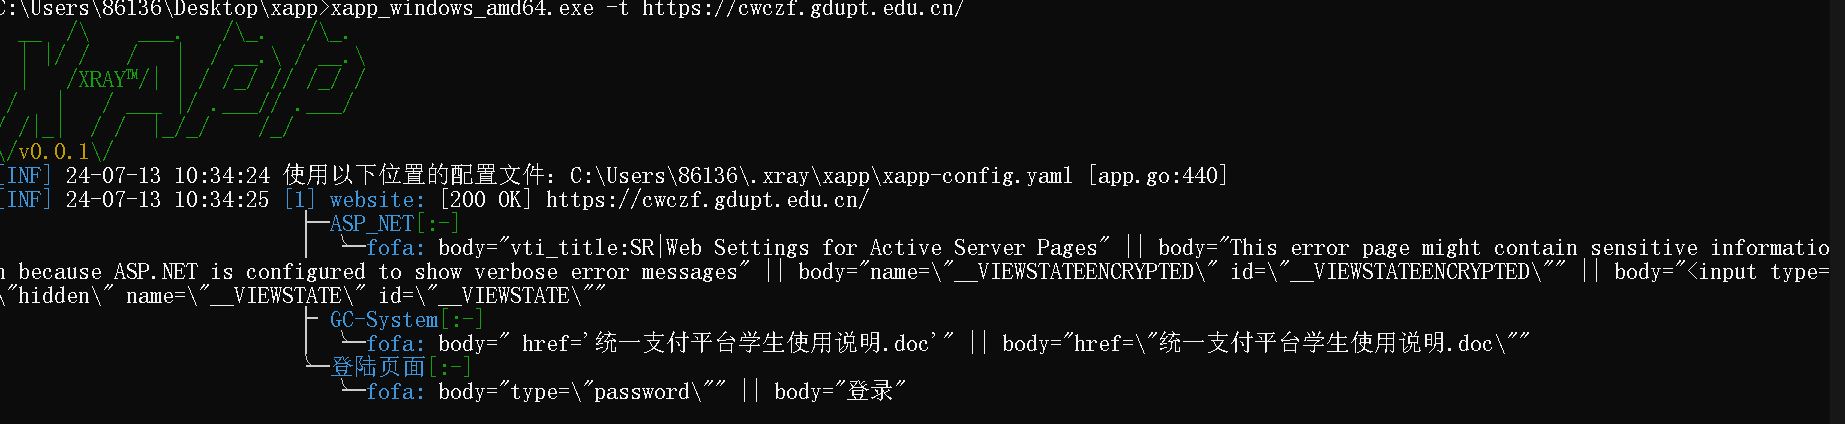 C:\Users\86136\Desktop\xapp>xapp_windows_amd64.exe -t https://cwczf.gdupt.edu.cn/
/XRAY™/
v0.0.1
[INF] 24-07-13 10:34:24 使用以下位置的配置文件: C:\Users\86136\.xray\xapp\xapp-config.yaml [app.go:440]
[INF] 24-07-13 10:34:25 [1] website: [200 OK] https://cwczf.gdupt.edu.cn/
ASP_NET[:-]
fofa: body="vti_title:SR|Web Settings for Active Server Pages" || body="This error page might contain sensitive informatio
n because ASP.NET is configured to show verbose error messages" || body="name=\"__VIEWSTATEENCRYPTED\" id=\"__VIEWSTATEENCRYPTED\"" || body="<input type=
\"hidden\" name=\"__VIEWSTATE\" id=\"__VIEWSTATE\""
GC-System[:-]
fofa: body=" href='统一支付平台学生使用说明.doc'" || body="href=\"统一支付平台学生使用说明.doc\""
登陆页面[:-]
fofa: body="type=\"password\"" || body="登录"